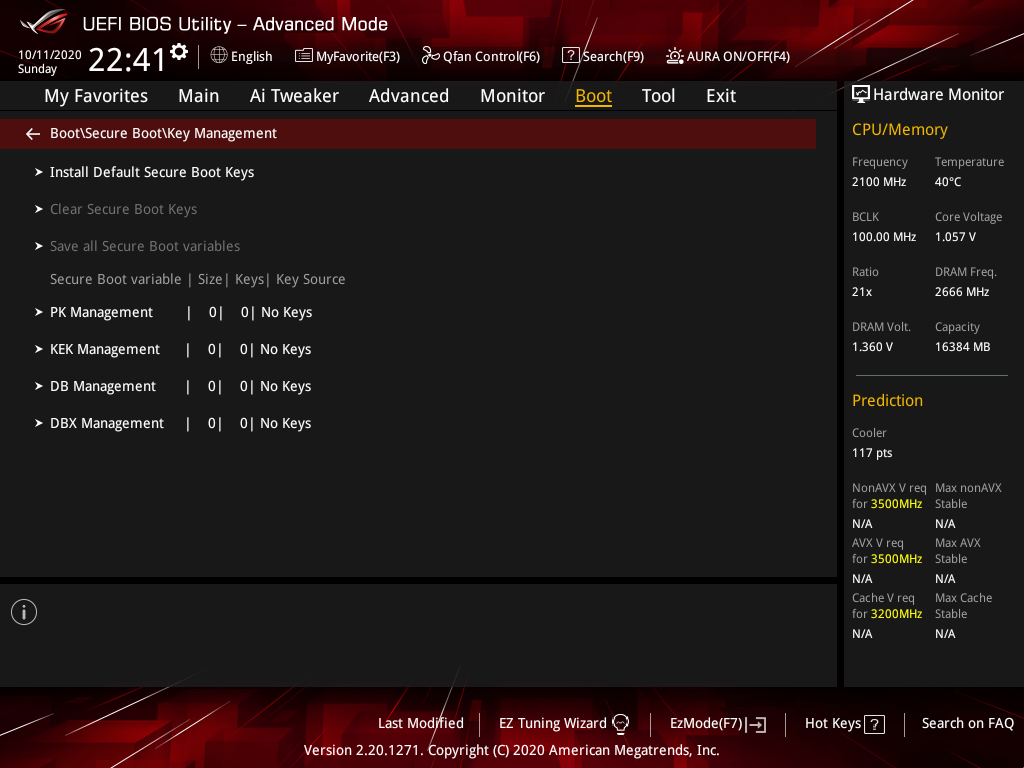 UEFI BIOS Utility – Advanced Mode
10/11/2020
Sunday
22:41
English
MyFavorite(F3)
Qfan Control(F6)
? Search(F9)
AURA ON/OFF(F4)
My Favorites Main Ai Tweaker Advanced Monitor Boot Tool Exit
Boot\Secure Boot\Key Management
Install Default Secure Boot Keys
Clear Secure Boot Keys
Save all Secure Boot variables
Secure Boot variable | Size| Keys| Key Source
PK Management | 0| 0| No Keys
KEK Management | 0| 0| No Keys
DB Management | 0| 0| No Keys
DBX Management | 0| 0| No Keys
Hardware Monitor
CPU/Memory
Frequency Temperature
2100 MHz 40°C
BCLK Core Voltage
100.00 MHz 1.057 V
Ratio DRAM Freq.
21x 2666 MHz
DRAM Volt. Capacity
1.360 V 16384 MB
Prediction
Cooler
117 pts
NonAVX V req Max nonAVX
for 3500MHz Stable
N/A N/A
AVX V req Max AVX
for 3500MHz Stable
N/A N/A
Cache V req Max Cache
for 3200MHz Stable
N/A N/A
i
Last Modified EZ Tuning Wizard EzMode(F7) Hot Keys ? Search on FAQ
Version 2.20.1271. Copyright (C) 2020 American Megatrends, Inc.